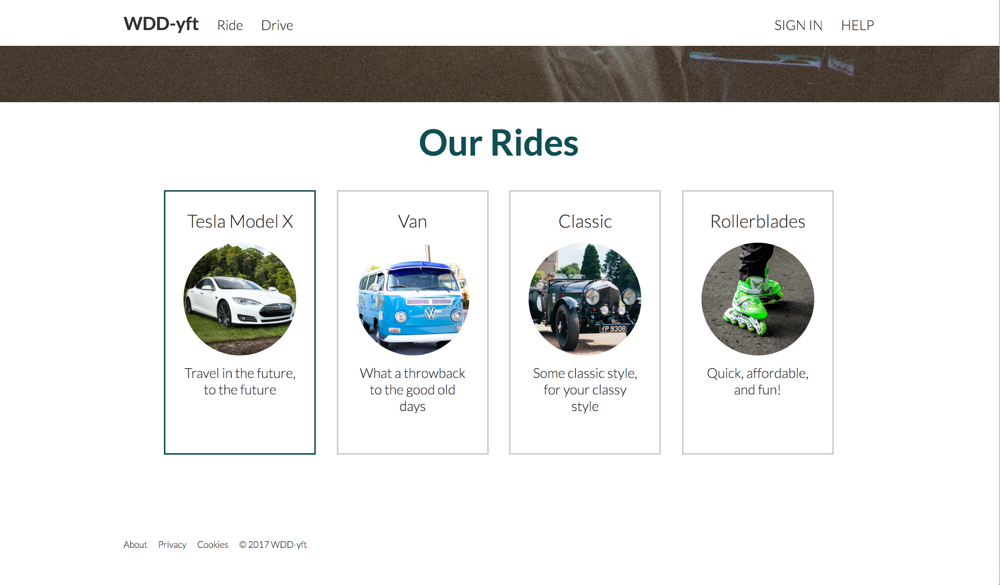 WDD-yft Ride Drive SIGN IN HELP
Our Rides
Tesla Model X
Travel in the future,
to the future
Van
What a throwback
to the good old
days
Classic
YP 9308
Some classic style,
for your classy
style
Rollerblades
Quick, affordable,
and fun!
About Privacy Cookies © 2017 WDD-yft